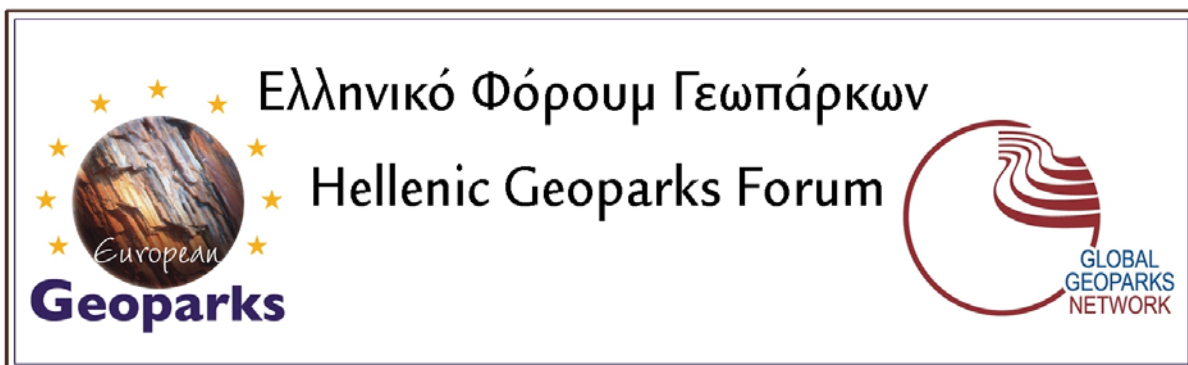 Ελληνικό Φόρουμ Γεωπάρκων
Hellenic Geoparks Forum
European
Geoparks
GLOBAL
GEOPARKS
NETWORK